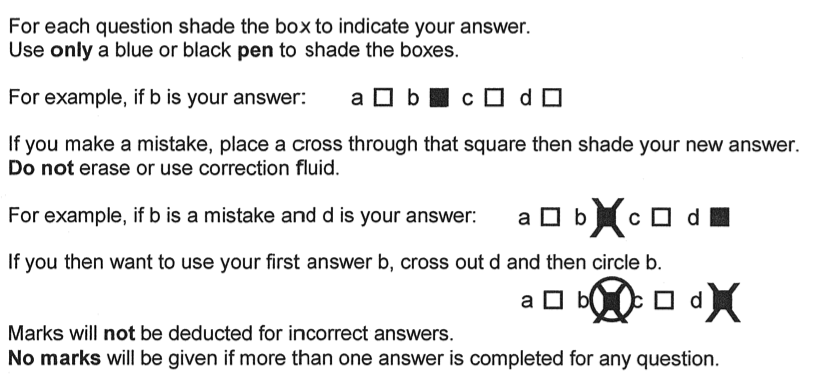 For each question shade the box to indicate your answer.
Use only a blue or black pen to shade the boxes.
For example, if b is your answer: a □ b ■ c □ d □
If you make a mistake, place a cross through that square then shade your new answer.
Do not erase or use correction fluid.
For example, if b is a mistake and d is your answer: a □ b ■ c □ d ■
If you then want to use your first answer b, cross out d and then circle b.
a □ b ■ c □ d ■
Marks will not be deducted for incorrect answers.
No marks will be given if more than one answer is completed for any question.